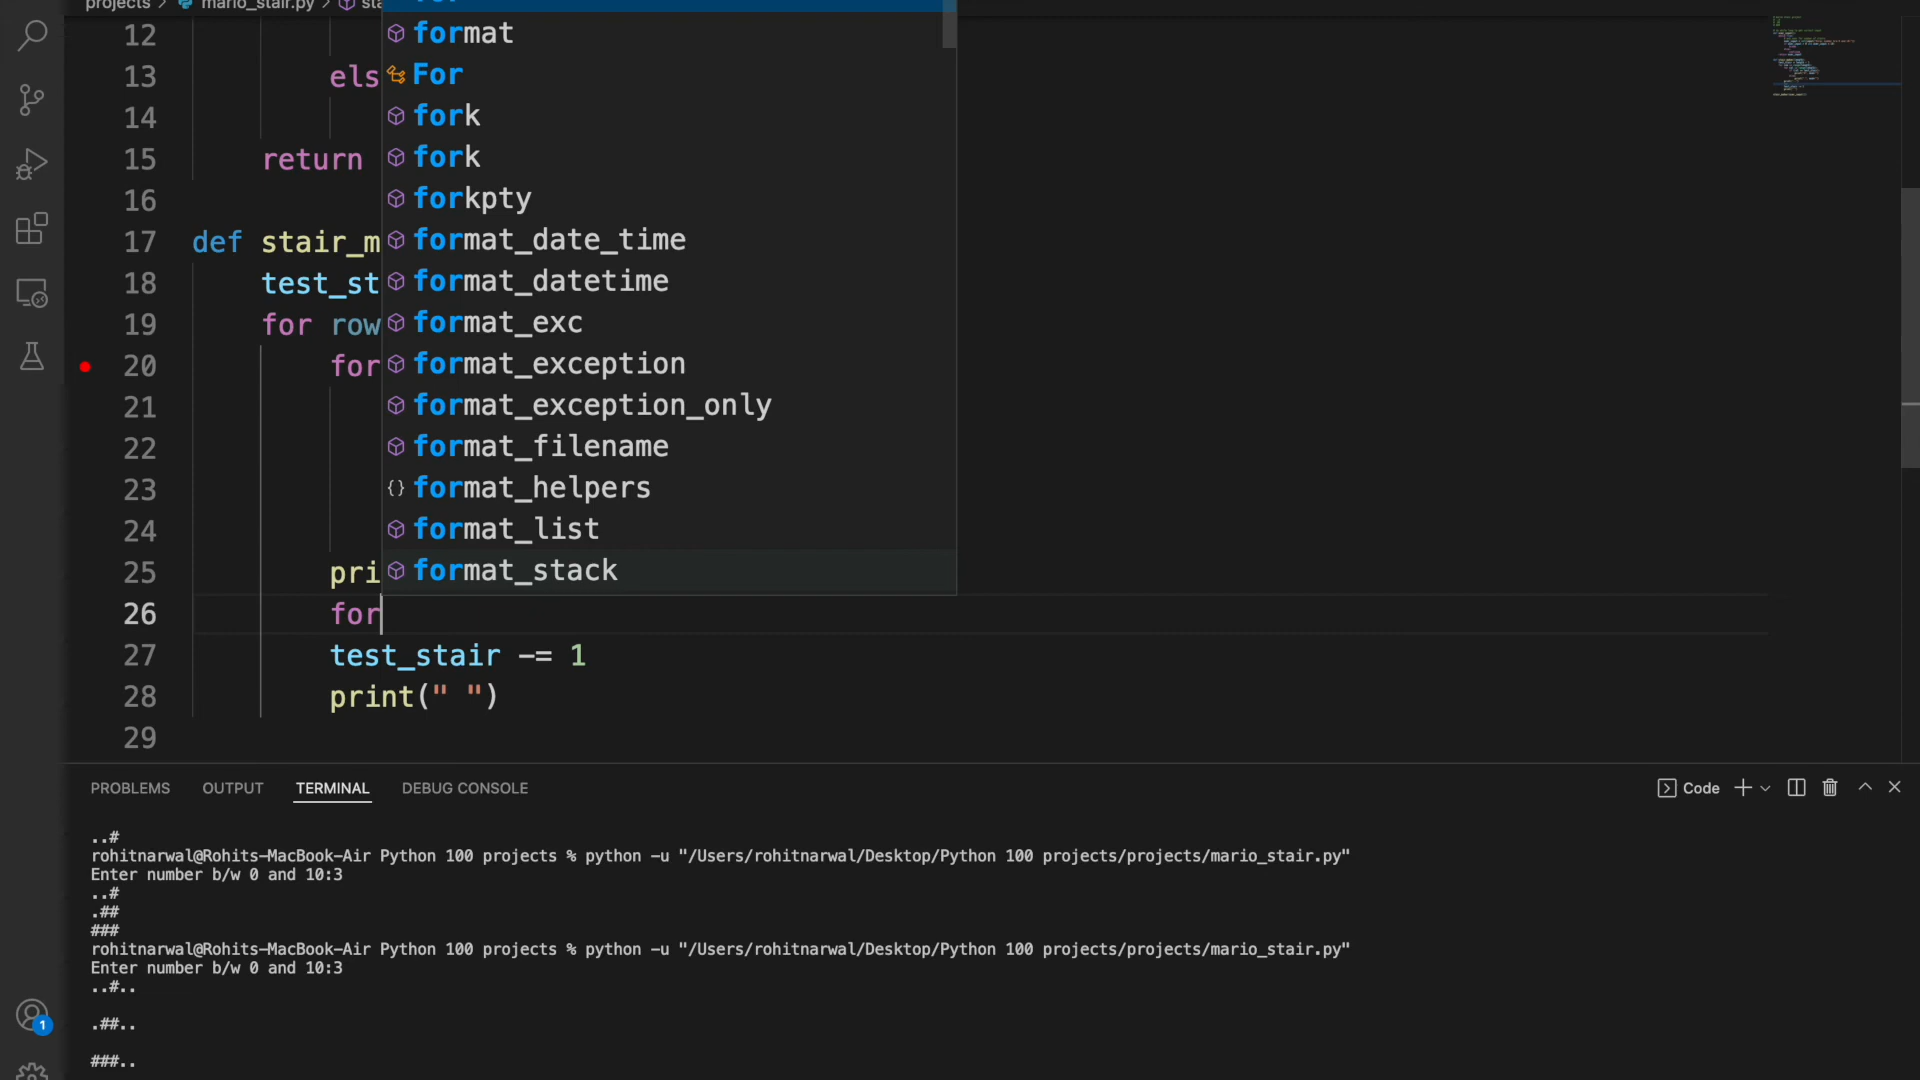 projects > mario_stair.py > sta
for
12
format
13 els
For
14
fork
15 return
fork
16
forkpty
17 def stair_m
format_date_time
18 test_st
format_datetime
19 for row
format_exc
20 for
format_exception
21
format_exception_only
22
format_filename
23
format_helpers
24
format_list
25 pri
format_stack
26 for
27 test_stair -= 1
28 print(" ")
29
PROBLEMS OUTPUT TERMINAL DEBUG CONSOLE Code
..#
rohitnarwal@Rohits-MacBook-Air Python 100 projects % python -u "/Users/rohitnarwal/Desktop/Python 100 projects/projects/mario_stair.py"
Enter number b/w 0 and 10:3
..#
.##
###
rohitnarwal@Rohits-MacBook-Air Python 100 projects % python -u "/Users/rohitnarwal/Desktop/Python 100 projects/projects/mario_stair.py"
Enter number b/w 0 and 10:3
..#..
.##..
###..
1